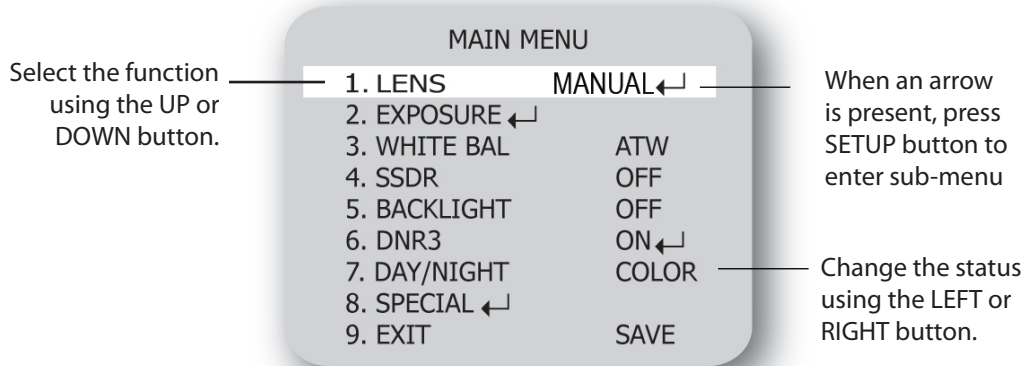 MAIN MENU
Select the function
using the UP or
DOWN button.
1. LENS MANUAL↵
2. EXPOSURE ↵
3. WHITE BAL ATW
4. SSDR OFF
5. BACKLIGHT OFF
6. DNR3 ON↵
7. DAY/NIGHT COLOR
8. SPECIAL ↵
9. EXIT SAVE
When an arrow
is present, press
SETUP button to
enter sub-menu
Change the status
using the LEFT or
RIGHT button.